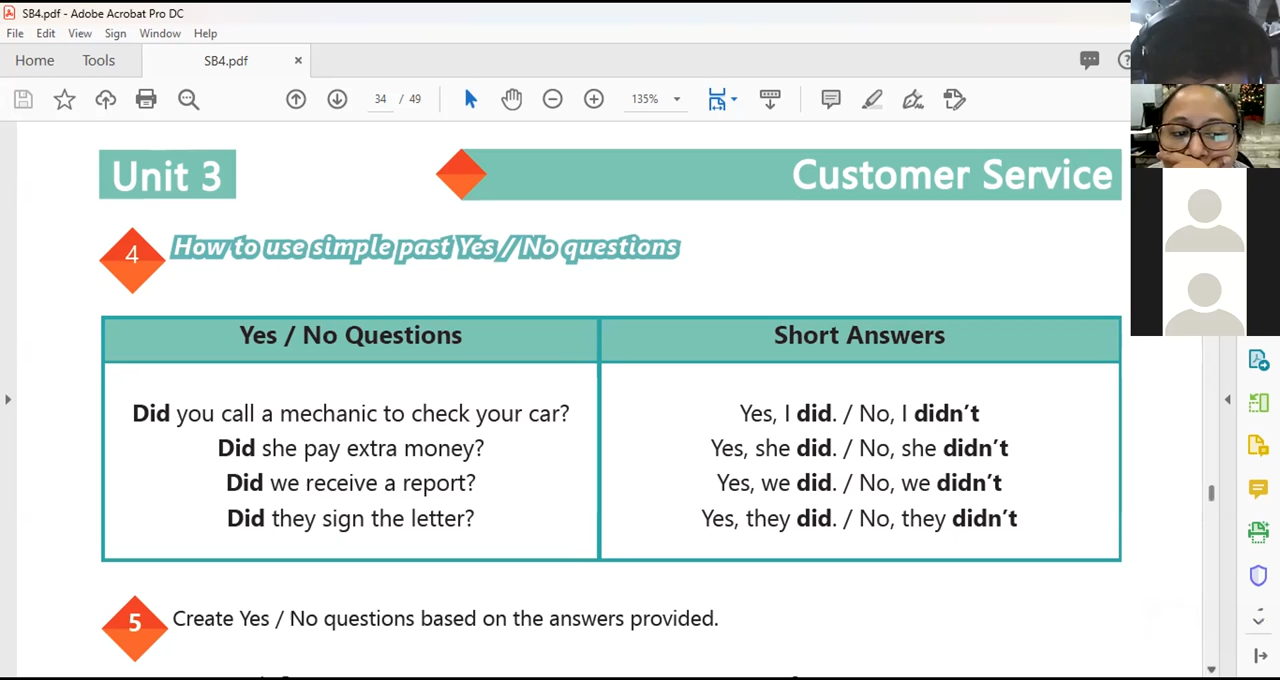 SB4.pdf - Adobe Acrobat Pro DC
File Edit View Sign Window Help
Home Tools SB4.pdf ×
34 / 49 135%
Unit 3
Customer Service
4 How to use simple past Yes / No questions
Yes / No Questions
Short Answers
Did you call a mechanic to check your car?
Yes, I did. / No, I didn't
Did she pay extra money?
Yes, she did. / No, she didn't
Did we receive a report?
Yes, we did. / No, we didn't
Did they sign the letter?
Yes, they did. / No, they didn't
5 Create Yes / No questions based on the answers provided.